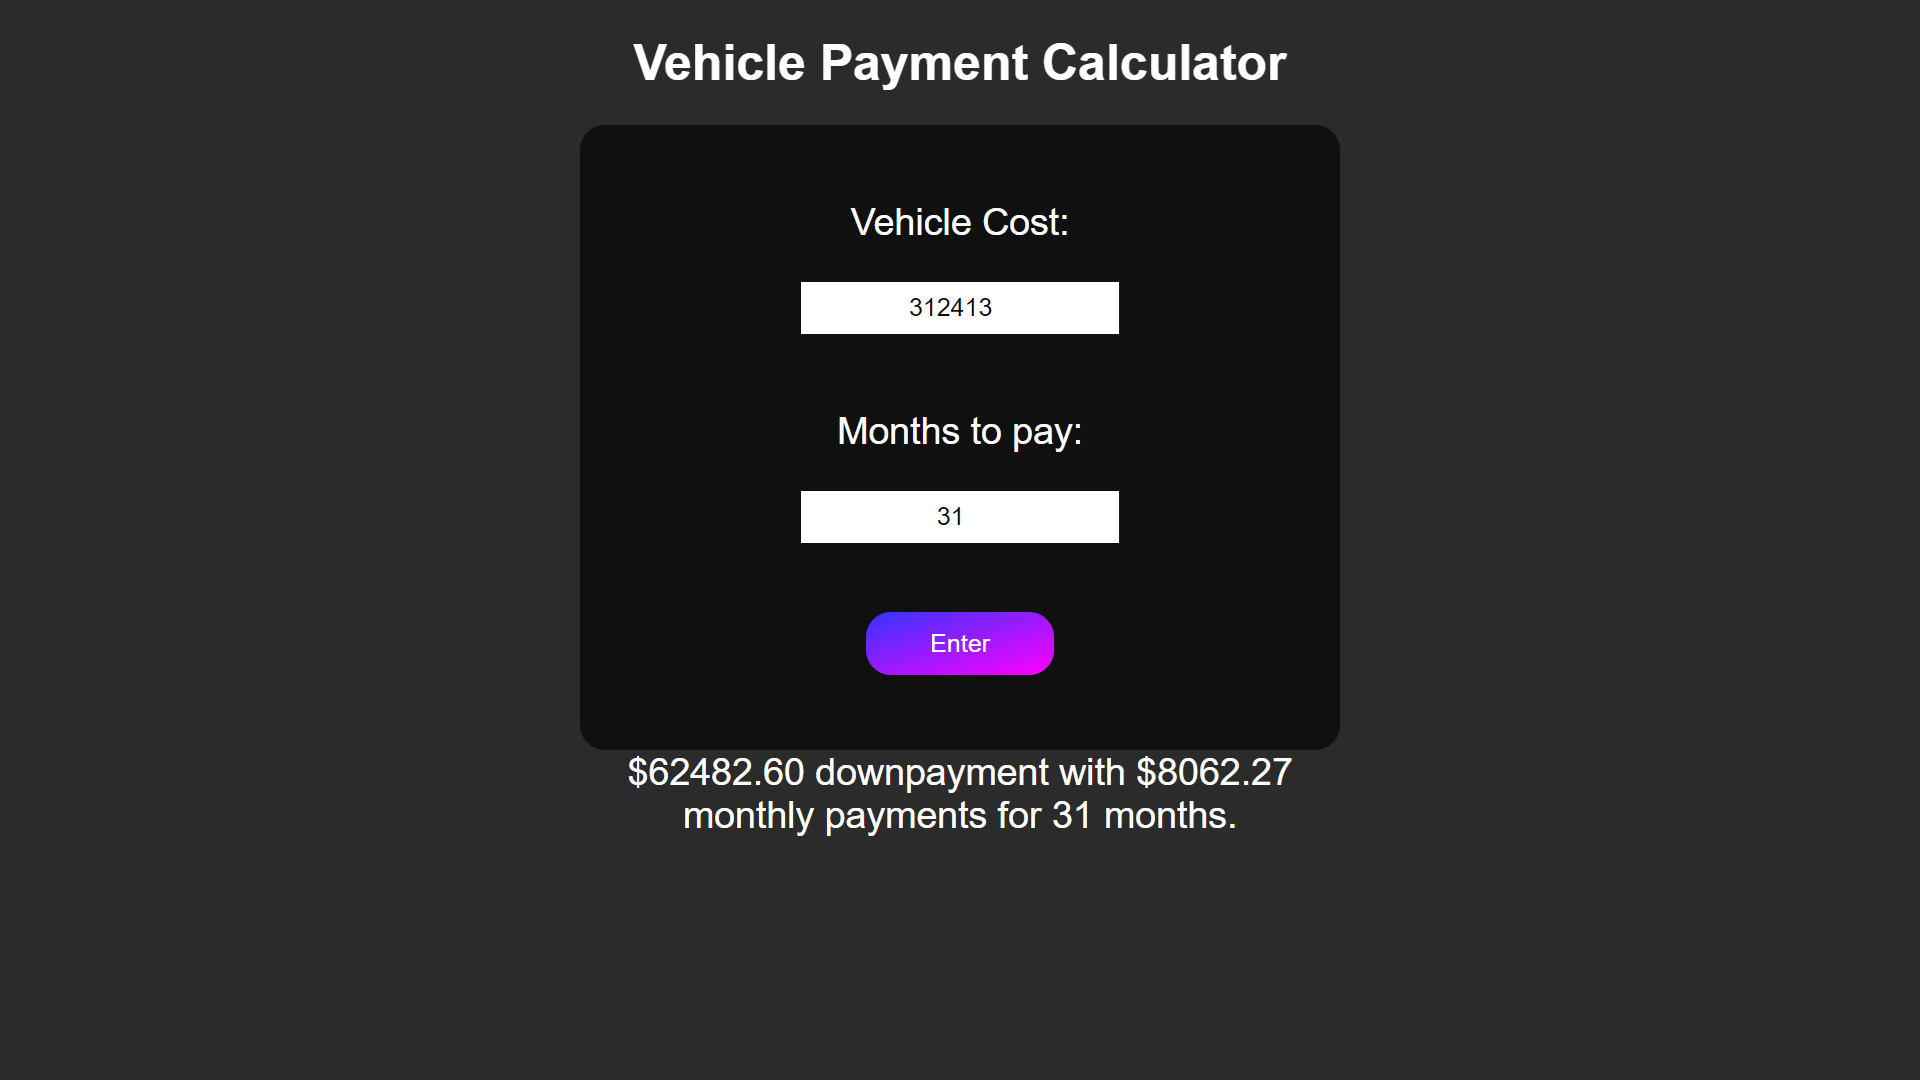 Vehicle Payment Calculator
Vehicle Cost:
312413
Months to pay:
31
Enter
$62482.60 downpayment with $8062.27
monthly payments for 31 months.